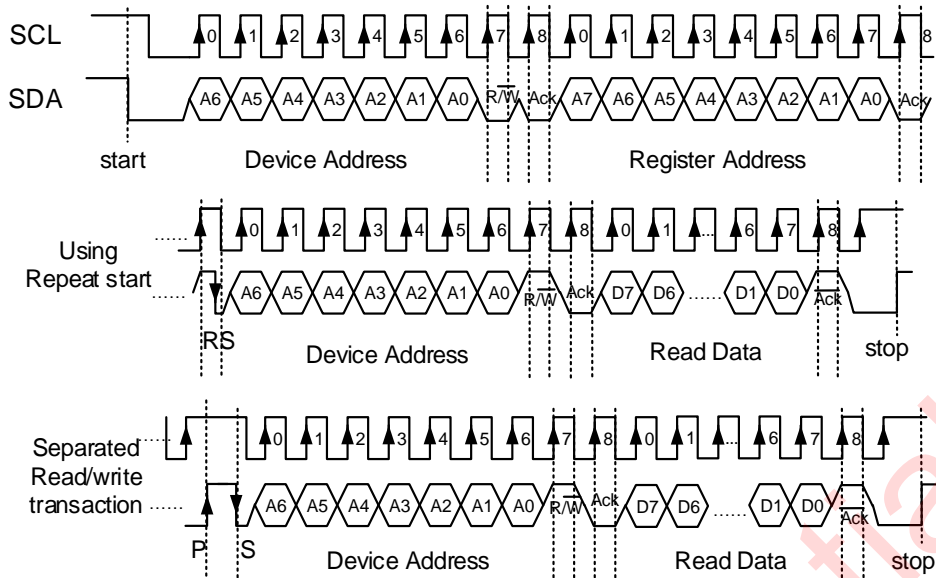 SCL 0 1 2 3 4 5 6 7 8 0 1 2 3 4 5 6 7 8
SDA A6 A5 A4 A3 A2 A1 A0 R/W̅ Ack A7 A6 A5 A4 A3 A2 A1 A0 Ack
start Device Address Register Address
0 1 2 3 4 5 6 7 8 0 1 ... 6 7 8
Using ......
Repeat start
...... A6 A5 A4 A3 A2 A1 A0 R/W̅ Ack D7 D6 ...... D1 D0 A̅c̅k̅
RS Device Address Read Data stop
0 1 2 3 4 5 6 7 8 0 1 ... 6 7 8
Separated ......
Read/write
transaction ...... A6 A5 A4 A3 A2 A1 A0 R/W̅ Ack D7 D6 ...... D1 D0 A̅c̅k̅
P S Device Address Read Data stop